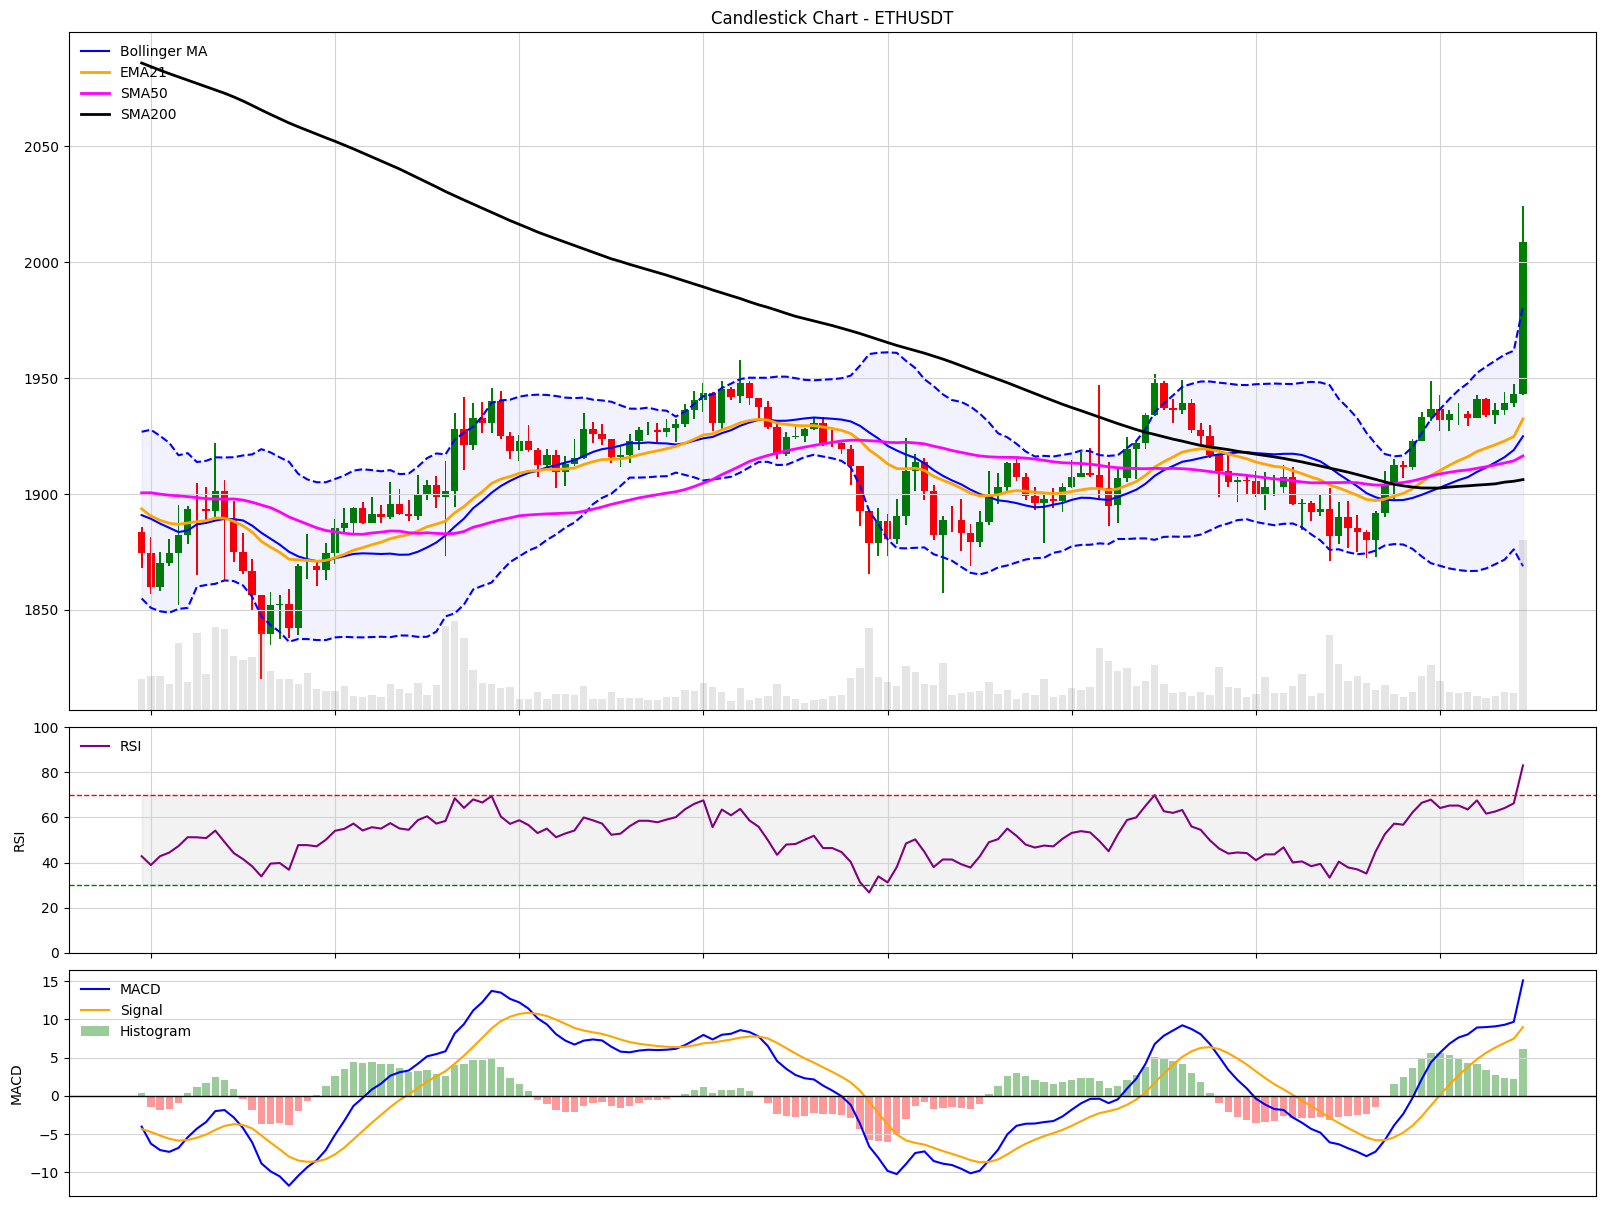 Candlestick Chart - ETHUSDT
Bollinger MA
EMA21
SMA50
SMA200
2050
2000
1950
1900
1850
RSI
100
80
60
40
20
0
RSI
MACD
Signal
Histogram
15
10
5
0
−5
−10
MACD